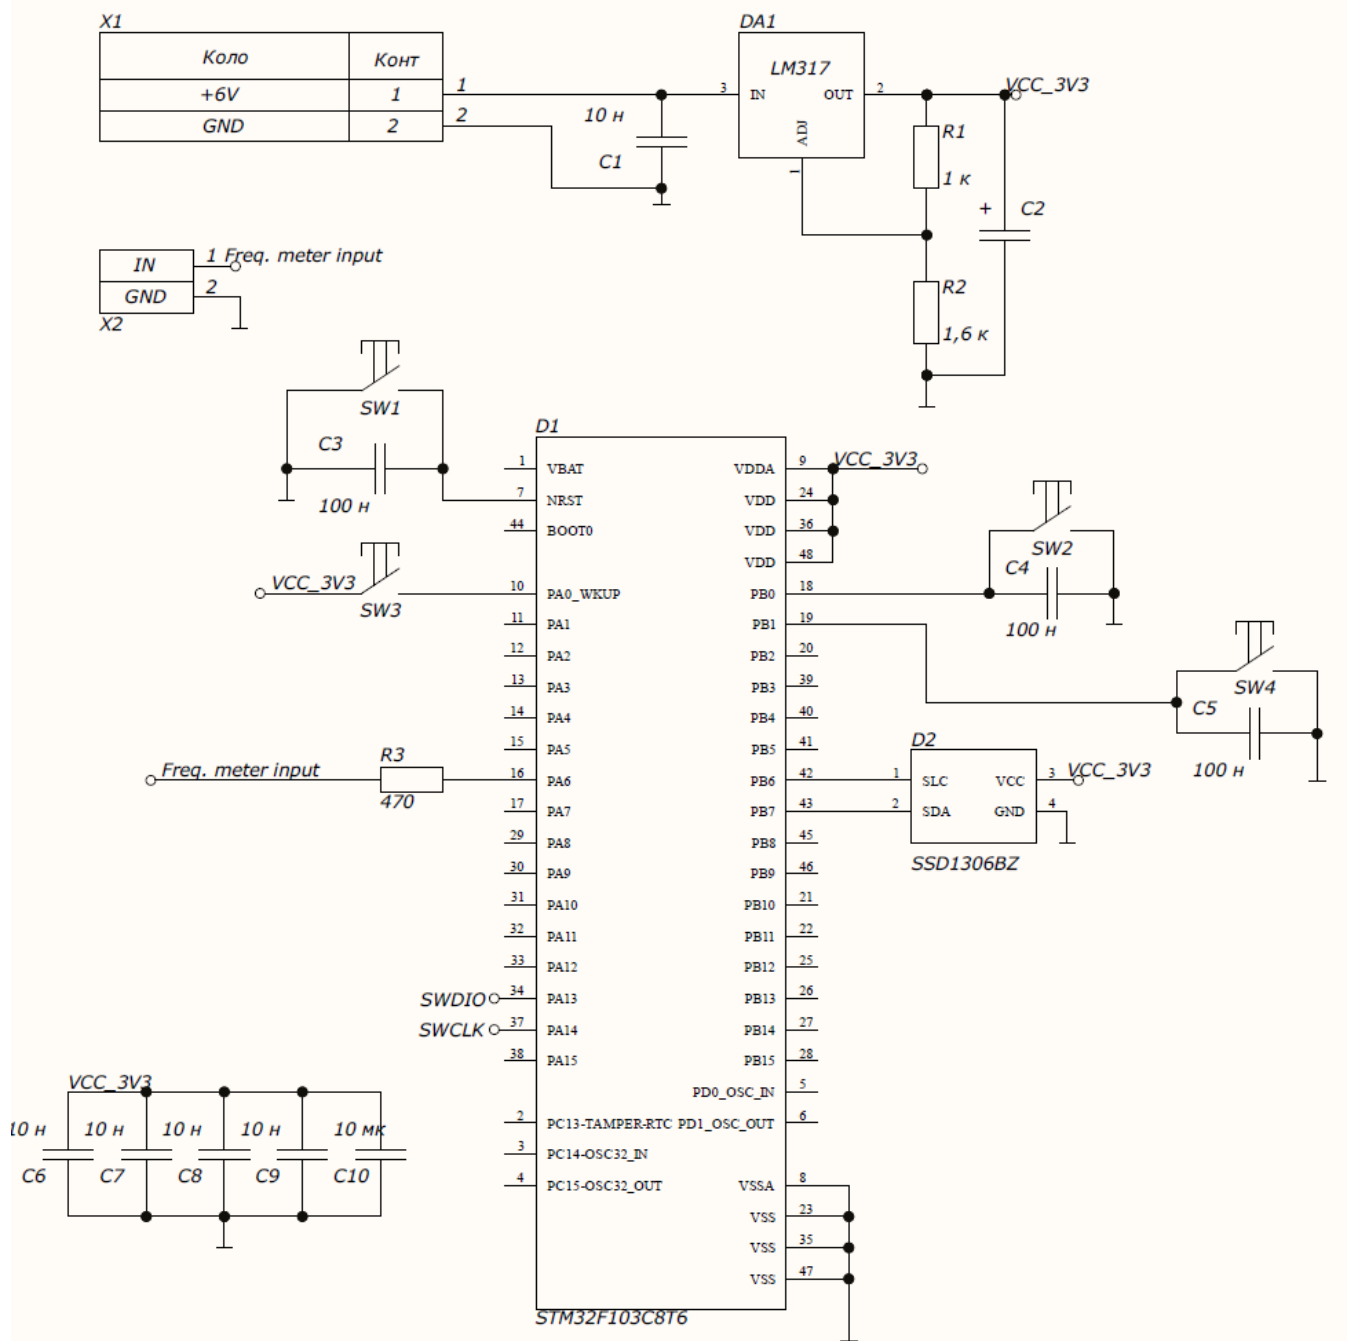 X1
Коло Конт
+6V 1 1
GND 2 2
10 н
C1
DA1
LM317
3 IN OUT 2
ADJ
1
VCC_3V3
R1
1 к
+ C2
R2
1,6 к
IN 1 Freq. meter input
GND 2
X2
SW1
C3
100 н
VCC_3V3
SW3
Freq. meter input
R3
470
SWDIO
SWCLK
D1
1 VBAT
7 NRST
44 BOOT0
10 PA0_WKUP
11 PA1
12 PA2
13 PA3
14 PA4
15 PA5
16 PA6
17 PA7
29 PA8
30 PA9
31 PA10
32 PA11
33 PA12
34 PA13
37 PA14
38 PA15
2 PC13-TAMPER-RTC
3 PC14-OSC32_IN
4 PC15-OSC32_OUT
VDDA 9 VCC_3V3
VDD 24
VDD 36
VDD 48
PB0 18
PB1 19
PB2 20
PB3 39
PB4 40
PB5 41
PB6 42
PB7 43
PB8 45
PB9 46
PB10 21
PB11 22
PB12 25
PB13 26
PB14 27
PB15 28
PD0_OSC_IN 5
PD1_OSC_OUT 6
VSSA 8
VSS 23
VSS 35
VSS 47
STM32F103C8T6
SW2
C4
100 н
SW4
C5
100 н
D2
1 SLC VCC 3 VCC_3V3
2 SDA GND 4
SSD1306BZ
VCC_3V3
10 н 10 н 10 н 10 н 10 мк
C6 C7 C8 C9 C10